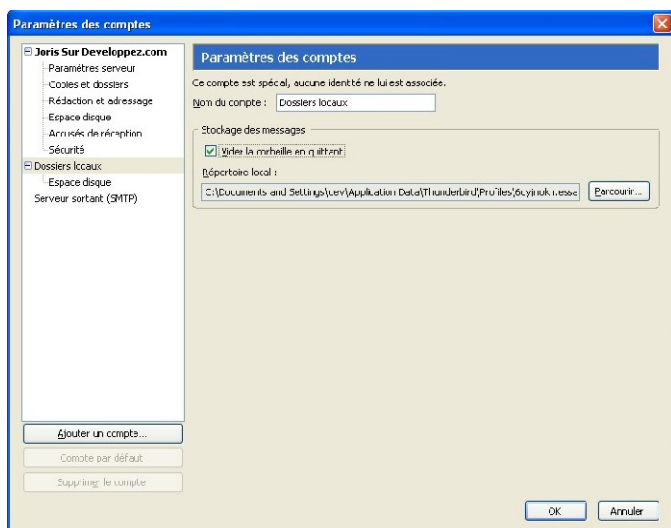 Paramètres des comptes
Joris Sur Developpez.com
Paramètres serveur
Copies et dossiers
Rédaction et adressage
Espace disque
Accusés de réception
Sécurité
Dossiers locaux
Espace disque
Serveur sortant (SMTP)
Ajouter un compte...
Compte par défaut
Supprimer le compte
Paramètres des comptes
Ce compte est spécial, aucune identité ne lui est associée.
Nom du compte : Dossiers locaux
Stockage des messages
Vider la corbeille en quittant
Répertoire local :
C:\Documents and Settings\dev\Application Data\Thunderbird\Profiles\
Parcourir...
OK
Annuler